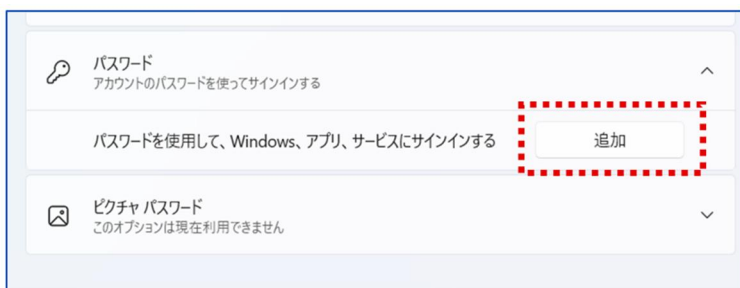 パスワード
アカウントのパスワードを使ってサインインする
パスワードを使用して、Windows、アプリ、サービスにサインインする
追加
ピクチャ パスワード
このオプションは現在利用できません